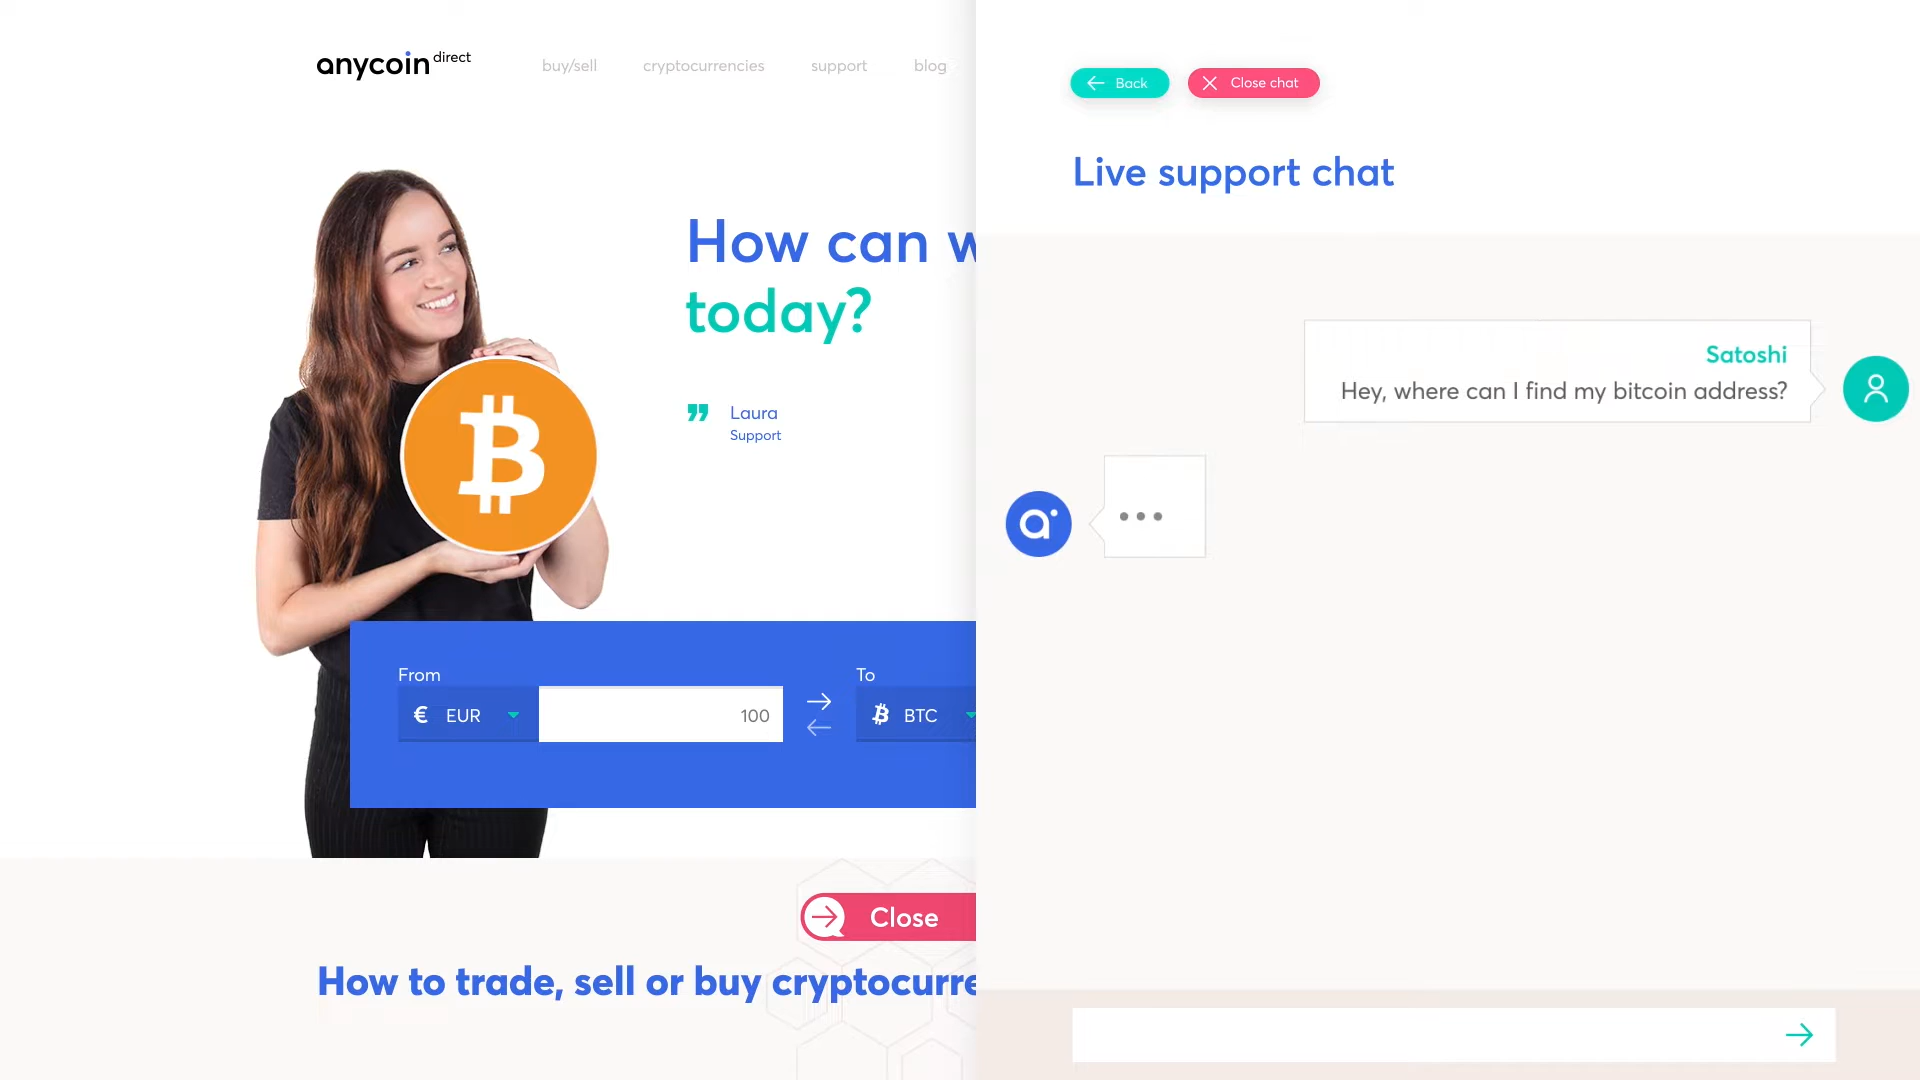 anycoin direct
buy/sell
cryptocurrencies
support
blog
How can w
today?
Laura
Support
From
To
€ EUR
100
BTC
Close
How to trade, sell or buy cryptocurre
Back
Close chat
Live support chat
Satoshi
Hey, where can I find my bitcoin address?